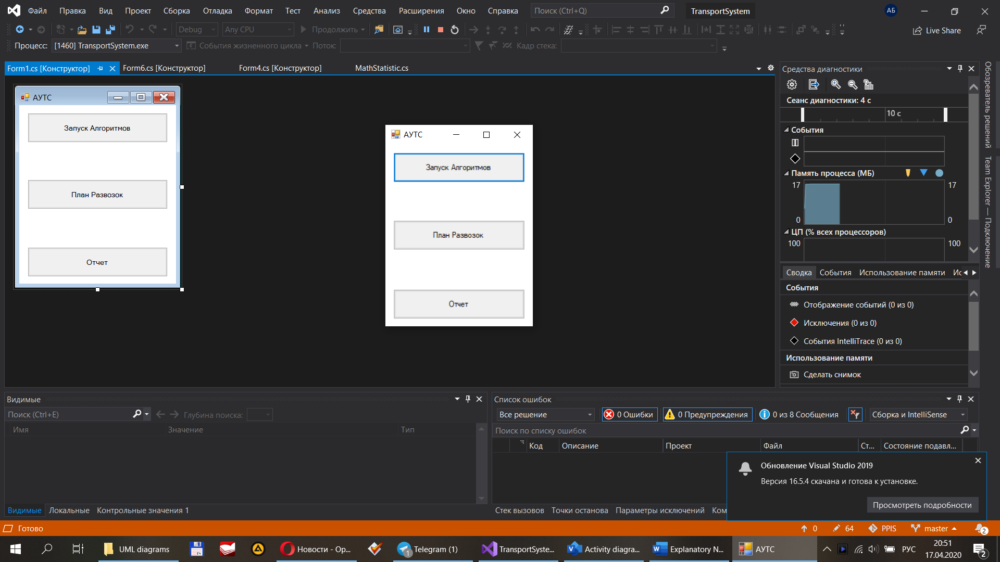 Файл Правка Вид Проект Сборка Отладка Формат Тест Анализ Средства Расширения Окно Справка Поиск (Ctrl+Q) TransportSystem АБ
Debug Any CPU Продолжить Live Share
Процесс: [1460] TransportSystem.exe События жизненного цикла Поток: Кадр стека:
Form1.cs [Конструктор] Form6.cs [Конструктор] Form4.cs [Конструктор] MathStatistic.cs
АУТС
Запуск Алгоритмов
План Развозок
Отчет
АУТС
Запуск Алгоритмов
План Развозок
Отчет
Средства диагностики
Сеанс диагностики: 4 с
10 с
События
Память процесса (МБ)
17 17
0 0
ЦП (% всех процессоров)
100 100
Сводка События Использование памяти Ис
События
Отображение событий (0 из 0)
Исключения (0 из 0)
События IntelliTrace (0 из 0)
Использование памяти
Сделать снимок
Обозреватель решений
Team Explorer — Подключение
Видимые
Поиск (Ctrl+E) Глубина поиска:
Имя Значение Тип
Видимые Локальные Контрольные значения 1
Список ошибок
Все решение 0 Ошибки 0 Предупреждения 0 из 8 Сообщения Сборка и IntelliSense
Поиск по списку ошибок
Код Описание Проект Файл Ст... Состояние подавл...
Стек вызовов Точки останова Параметры исключений Ком
Обновление Visual Studio 2019
Версия 16.5.4 скачана и готова к установке.
Просмотреть подробности
Готово 0 64 PPIS master 2
UML diagrams 64 Новости - Op... 1 Telegram (1) TransportSyste... Activity diagra... Explanatory N... АУТС РУС 20:51
17.04.2020 2